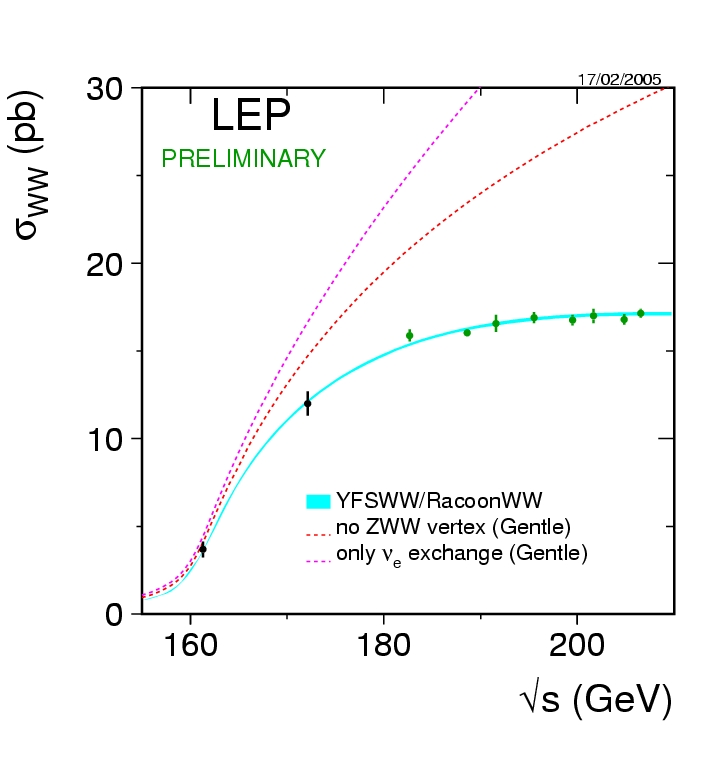 17/02/2005
30
LEP
PRELIMINARY
σWW (pb)
20
10
YFSWW/RacoonWW
no ZWW vertex (Gentle)
only νe exchange (Gentle)
0
160 180 200
√s (GeV)